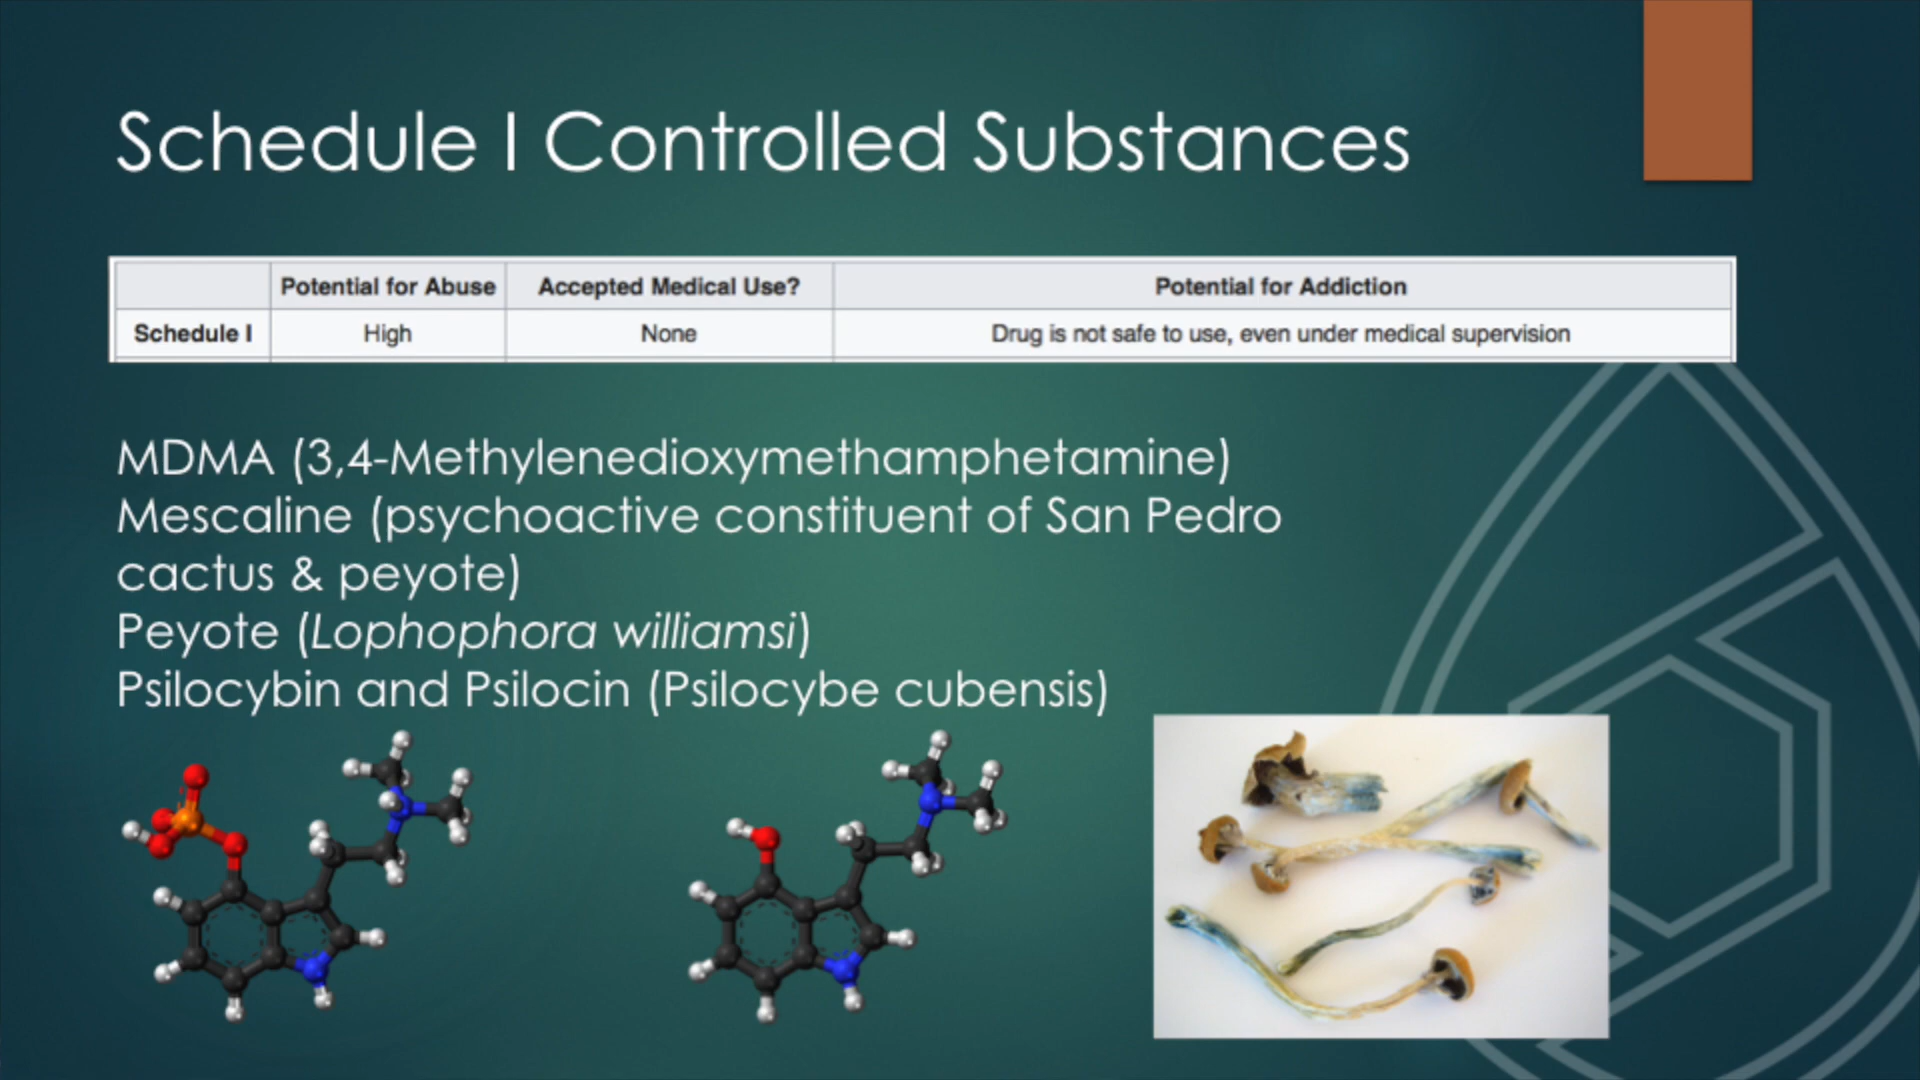 Schedule I Controlled Substances
Potential for Abuse Accepted Medical Use? Potential for Addiction
Schedule I High None Drug is not safe to use, even under medical supervision
MDMA (3,4-Methylenedioxymethamphetamine)
Mescaline (psychoactive constituent of San Pedro
cactus & peyote)
Peyote (Lophophora williamsi)
Psilocybin and Psilocin (Psilocybe cubensis)